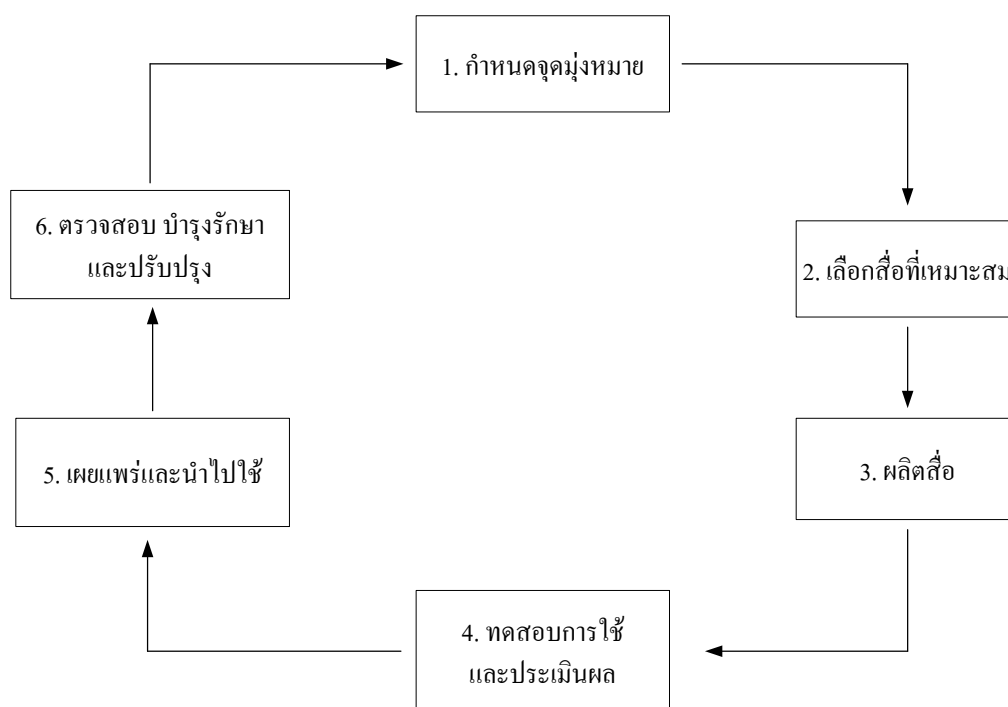 1. กำหนดจุดมุ่งหมาย
2. เลือกสื่อที่เหมาะสม
3. ผลิตสื่อ
4. ทดสอบการใช้
และประเมินผล
5. เผยแพร่และนำไปใช้
6. ตรวจสอบ บำรุงรักษา
และปรับปรุง